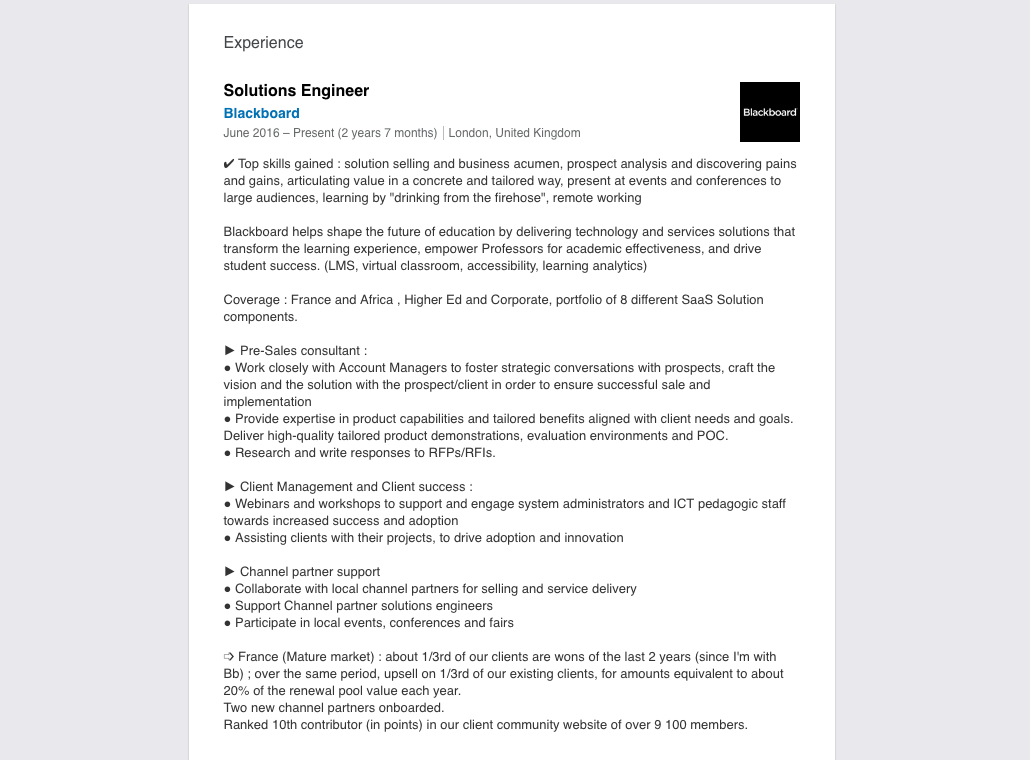 Experience
Solutions Engineer
Blackboard
Blackboard
June 2016 – Present (2 years 7 months) | London, United Kingdom
✔ Top skills gained : solution selling and business acumen, prospect analysis and discovering pains
and gains, articulating value in a concrete and tailored way, present at events and conferences to
large audiences, learning by "drinking from the firehose", remote working
Blackboard helps shape the future of education by delivering technology and services solutions that
transform the learning experience, empower Professors for academic effectiveness, and drive
student success. (LMS, virtual classroom, accessibility, learning analytics)
Coverage : France and Africa , Higher Ed and Corporate, portfolio of 8 different SaaS Solution
components.
► Pre-Sales consultant :
● Work closely with Account Managers to foster strategic conversations with prospects, craft the
vision and the solution with the prospect/client in order to ensure successful sale and
implementation
● Provide expertise in product capabilities and tailored benefits aligned with client needs and goals.
Deliver high-quality tailored product demonstrations, evaluation environments and POC.
● Research and write responses to RFPs/RFIs.
► Client Management and Client success :
● Webinars and workshops to support and engage system administrators and ICT pedagogic staff
towards increased success and adoption
● Assisting clients with their projects, to drive adoption and innovation
► Channel partner support
● Collaborate with local channel partners for selling and service delivery
● Support Channel partner solutions engineers
● Participate in local events, conferences and fairs
➩ France (Mature market) : about 1/3rd of our clients are wons of the last 2 years (since I'm with
Bb) ; over the same period, upsell on 1/3rd of our existing clients, for amounts equivalent to about
20% of the renewal pool value each year.
Two new channel partners onboarded.
Ranked 10th contributor (in points) in our client community website of over 9 100 members.